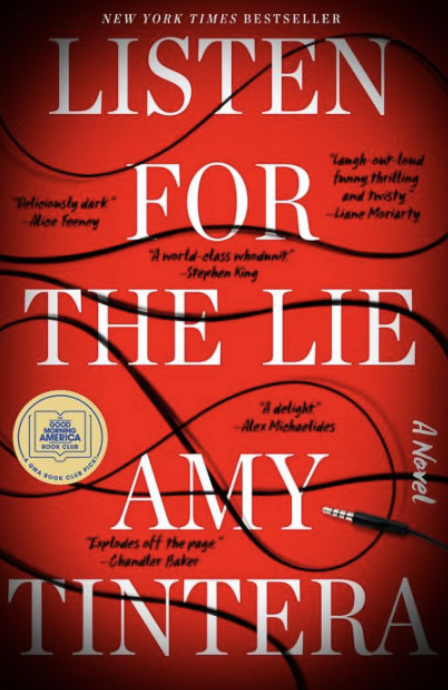 NEW YORK TIMES BESTSELLER
LISTEN
FOR
"Deliciously dark."
—Alice Feeney
"Laugh-out-loud
funny, thrilling
and twisty."
—Liane Moriarty
"A world-class whodunit."
—Stephen King
THE LIE
"A delight."
—Alex Michaelides
A Novel
GOOD
MORNING
AMERICA
BOOK CLUB
A GMA BOOK CLUB PICK
AMY
"Explodes off the page."
—Chandler Baker
TINTERA